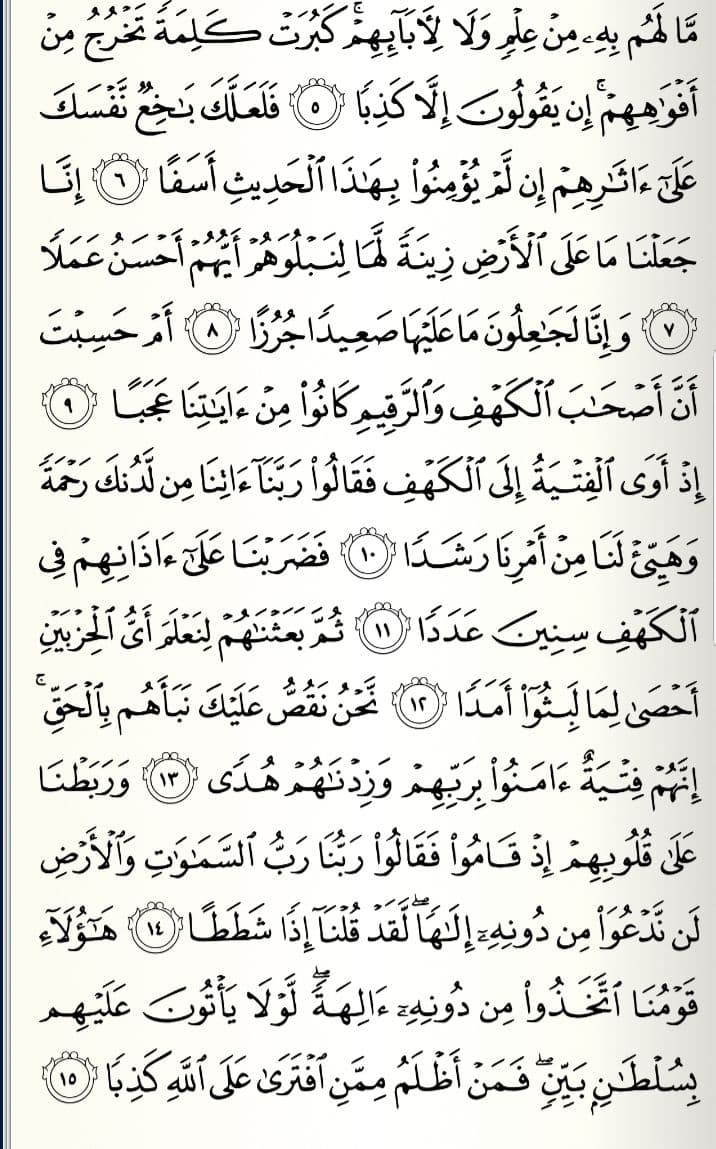 مَّا لَهُم بِهِۦ مِنْ عِلْمٍ وَلَا لِأٓبَآئِهِمْ ۚ كَبُرَتْ كَلِمَةً تَخْرُجُ مِنْ
أَفْوَٰهِهِمْ ۚ إِن يَقُولُونَ إِلَّا كَذِبًا ٥ فَلَعَلَّكَ بَـٰخِعٌ نَّفْسَكَ
عَلَىٰٓ ءَاثَـٰرِهِمْ إِن لَّمْ يُؤْمِنُوا۟ بِهَـٰذَا ٱلْحَدِيثِ أَسَفًا ٦ إِنَّا
جَعَلْنَا مَا عَلَى ٱلْأَرْضِ زِينَةً لَّهَا لِنَبْلُوَهُمْ أَيُّهُمْ أَحْسَنُ عَمَلًا
٧ وَإِنَّا لَجَـٰعِلُونَ مَا عَلَيْهَا صَعِيدًا جُرُزًا ٨ أَمْ حَسِبْتَ
أَنَّ أَصْحَـٰبَ ٱلْكَهْفِ وَٱلرَّقِيمِ كَانُوا۟ مِنْ ءَايَـٰتِنَا عَجَبًا ٩
إِذْ أَوَى ٱلْفِتْيَةُ إِلَى ٱلْكَهْفِ فَقَالُوا۟ رَبَّنَآ ءَاتِنَا مِن لَّدُنكَ رَحْمَةً
وَهَيِّئْ لَنَا مِنْ أَمْرِنَا رَشَدًا ١٠ فَضَرَبْنَا عَلَىٰٓ ءَاذَانِهِمْ فِى
ٱلْكَهْفِ سِنِينَ عَدَدًا ١١ ثُمَّ بَعَثْنَـٰهُمْ لِنَعْلَمَ أَىُّ ٱلْحِزْبَيْنِ
أَحْصَىٰ لِمَا لَبِثُوٓا۟ أَمَدًا ١٢ نَّحْنُ نَقُصُّ عَلَيْكَ نَبَأَهُم بِٱلْحَقِّ ۚ
إِنَّهُمْ فِتْيَةٌ ءَامَنُوا۟ بِرَبِّهِمْ وَزِدْنَـٰهُمْ هُدًى ١٣ وَرَبَطْنَا
عَلَىٰ قُلُوبِهِمْ إِذْ قَامُوا۟ فَقَالُوا۟ رَبُّنَا رَبُّ ٱلسَّمَـٰوَٰتِ وَٱلْأَرْضِ
لَن نَّدْعُوَا۟ مِن دُونِهِۦٓ إِلَـٰهًا ۖ لَّقَدْ قُلْنَآ إِذًا شَطَطًا ١٤ هَـٰٓؤُلَآءِ
قَوْمُنَا ٱتَّخَذُوا۟ مِن دُونِهِۦٓ ءَالِهَةً ۖ لَّوْلَا يَأْتُونَ عَلَيْهِم
بِسُلْطَـٰنٍۭ بَيِّنٍ ۖ فَمَنْ أَظْلَمُ مِمَّنِ ٱفْتَرَىٰ عَلَى ٱللَّهِ كَذِبًا ١٥